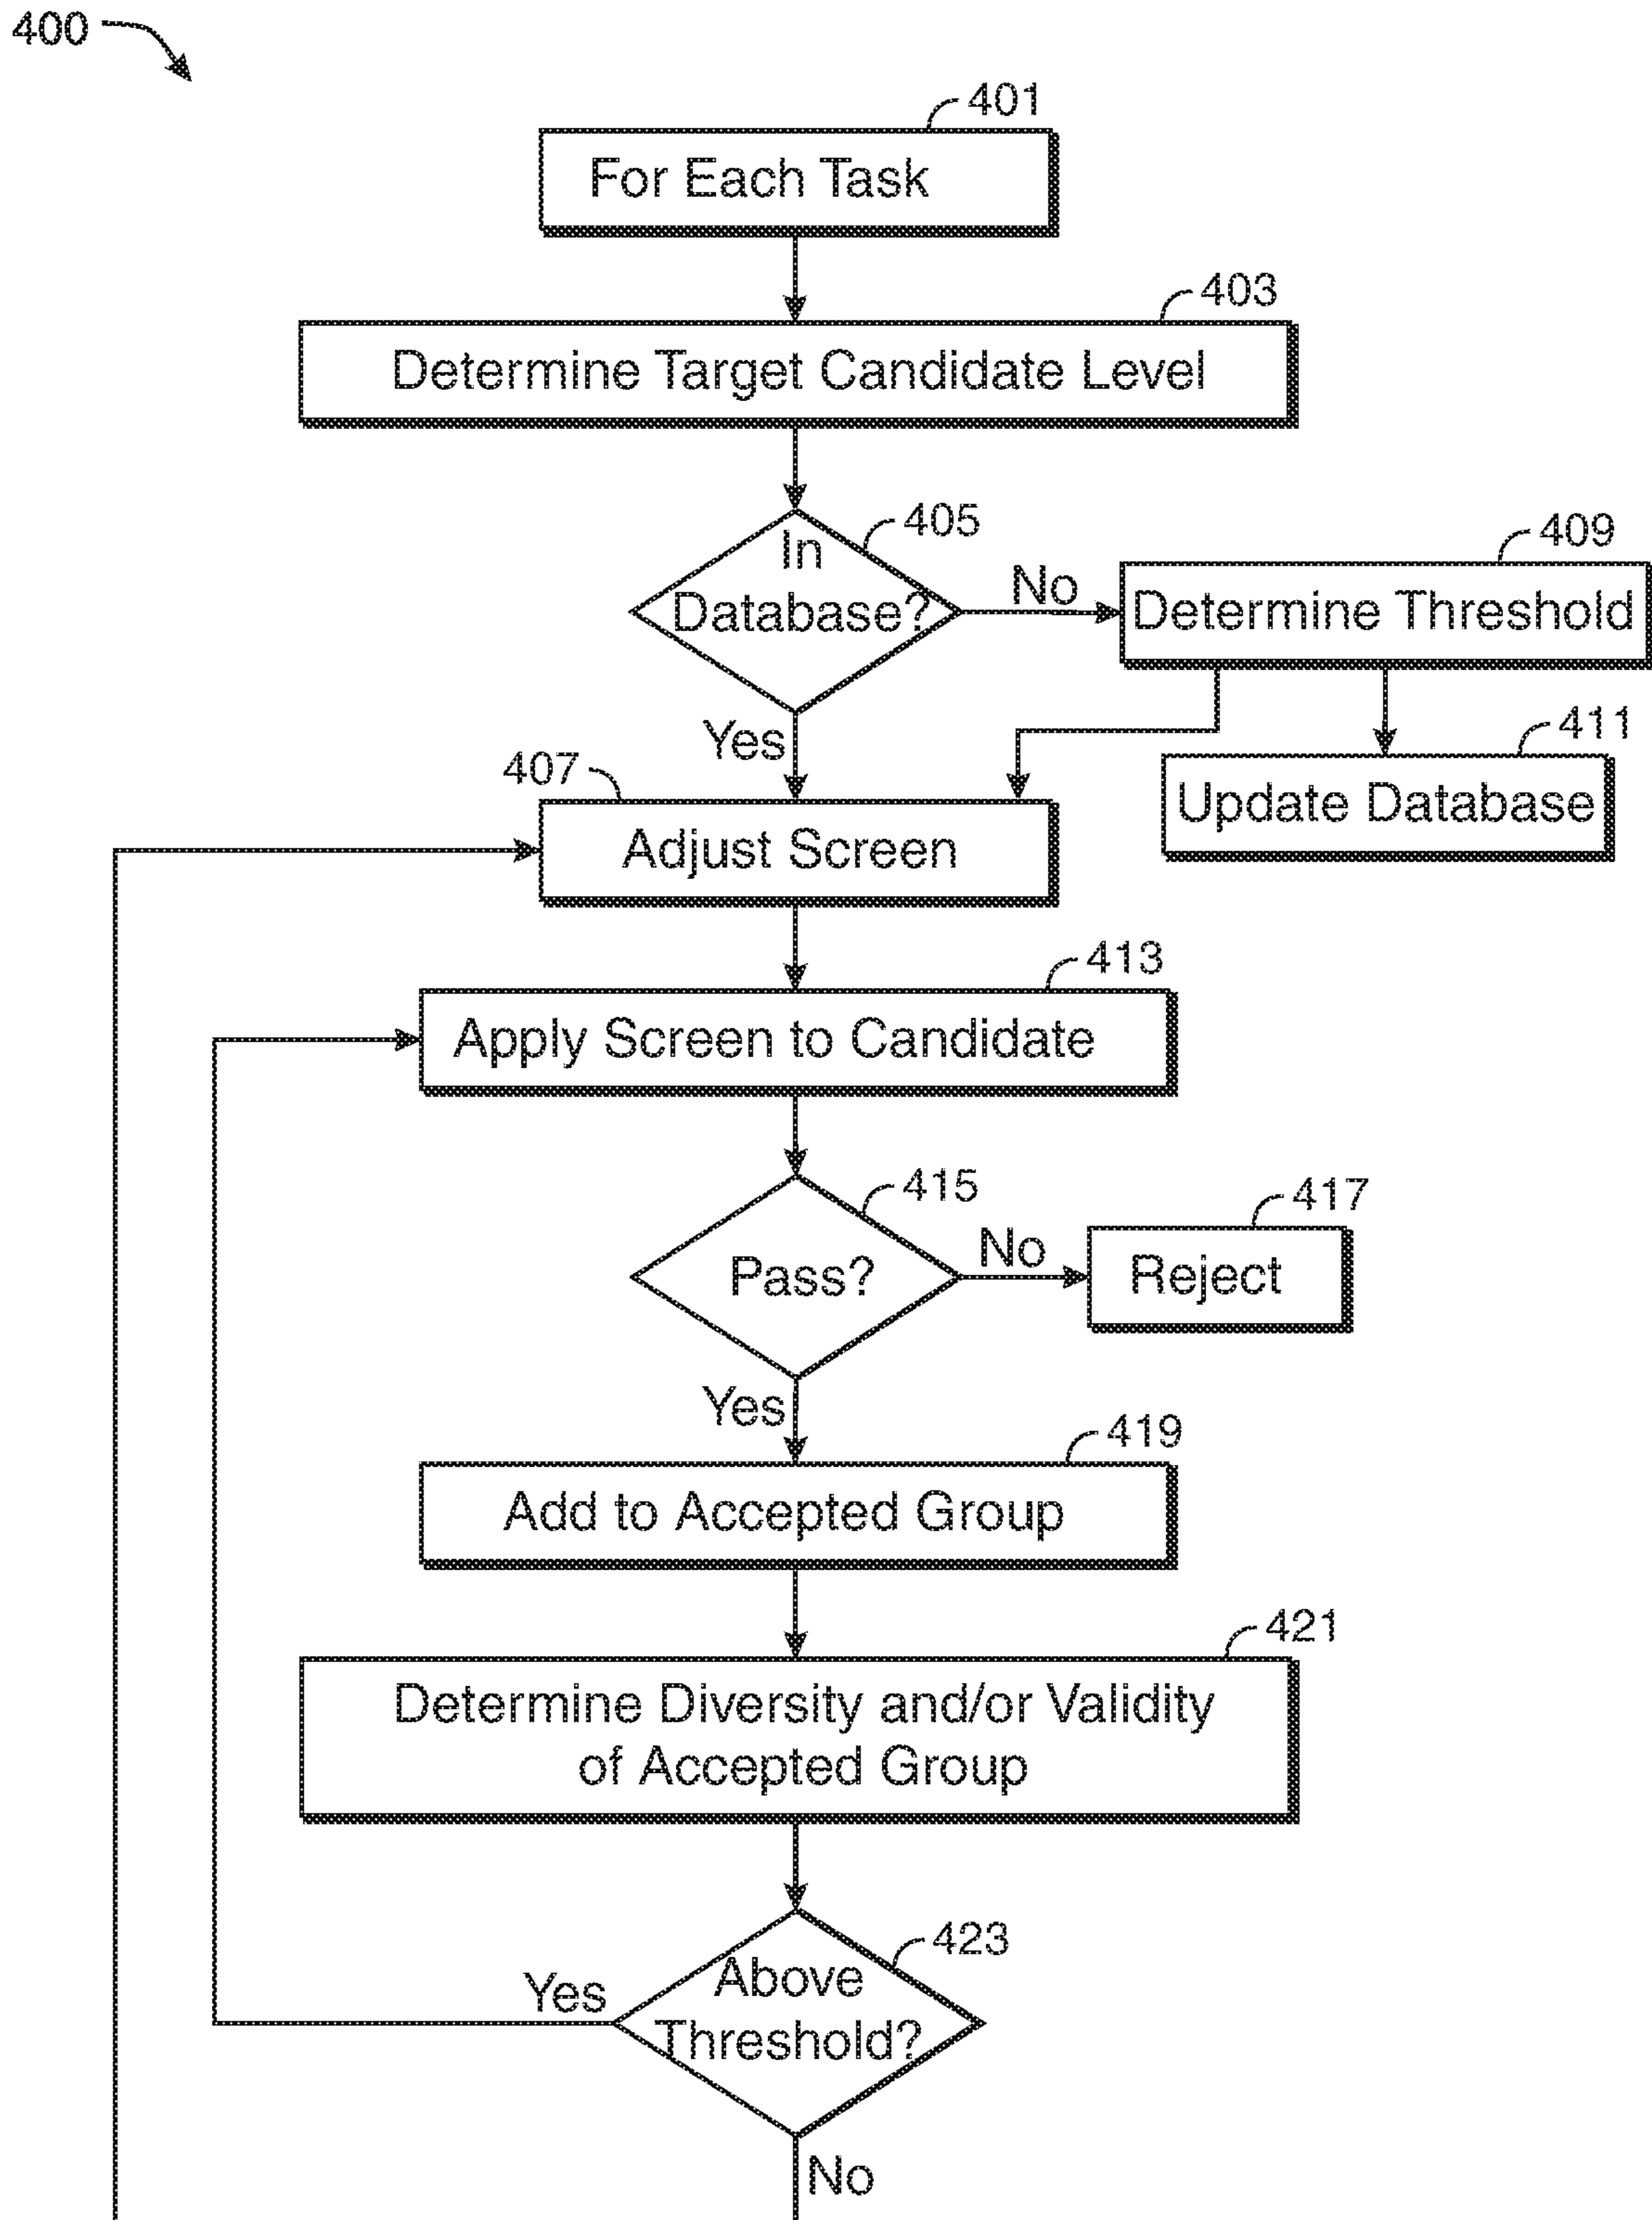 400
401
For Each Task
403
Determine Target Candidate Level
405
In
Database?
No
409
Determine Threshold
Yes
411
Update Database
407
Adjust Screen
413
Apply Screen to Candidate
415
Pass?
No
417
Reject
Yes
419
Add to Accepted Group
421
Determine Diversity and/or Validity
of Accepted Group
423
Above
Threshold?
Yes
No